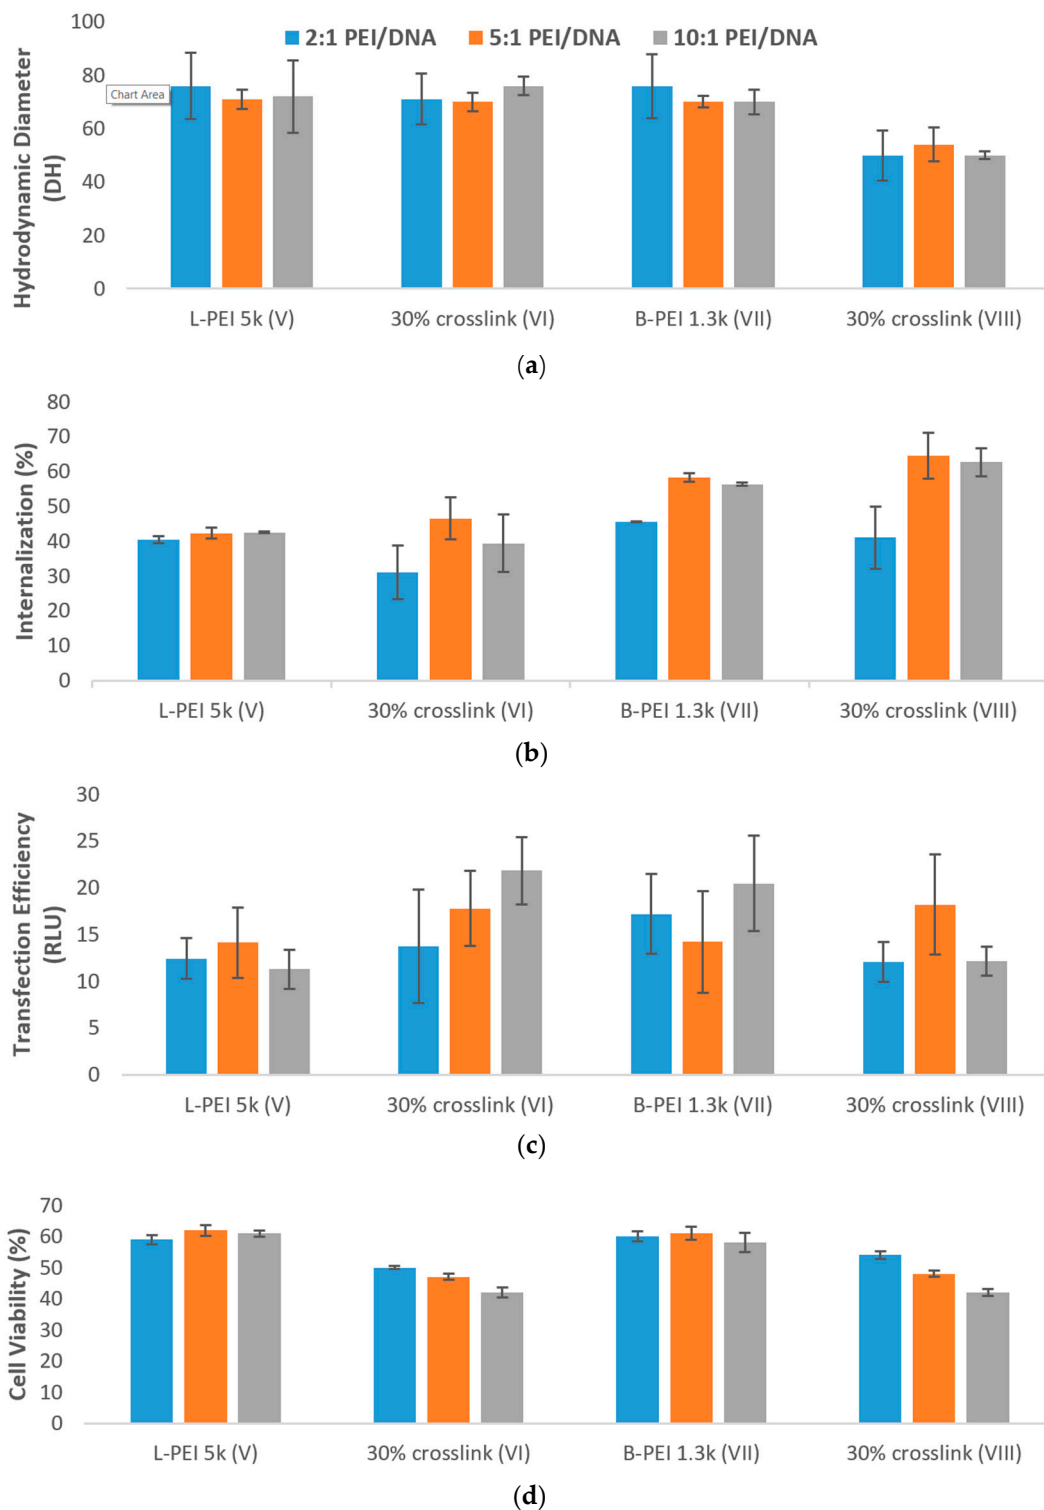 100
2:1 PEI/DNA 5:1 PEI/DNA 10:1 PEI/DNA
80
Chart Area
60
40
20
0
Hydrodynamic Diameter
(DH)
L-PEI 5k (V) 30% crosslink (VI) B-PEI 1.3k (VII) 30% crosslink (VIII)
(a)
80
70
60
50
40
30
20
10
0
Internalization (%)
L-PEI 5k (V) 30% crosslink (VI) B-PEI 1.3k (VII) 30% crosslink (VIII)
(b)
30
25
20
15
10
5
0
Transfection Efficiency
(RLU)
L-PEI 5k (V) 30% crosslink (VI) B-PEI 1.3k (VII) 30% crosslink (VIII)
(c)
70
60
50
40
30
20
10
0
Cell Viability (%)
L-PEI 5k (V) 30% crosslink (VI) B-PEI 1.3k (VII) 30% crosslink (VIII)
(d)